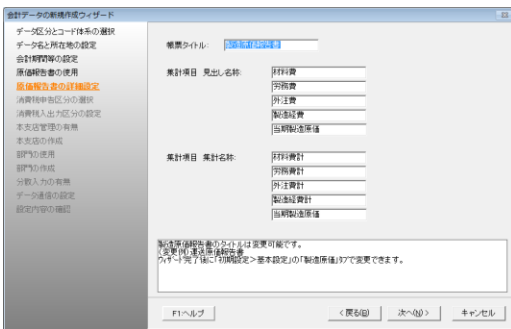 会計データの新規作成ウィザード
データ区分とコード体系の選択
データ名と所在地の設定
会計期間等の設定
原価報告書の使用
原価報告書の詳細設定
消費税申告区分の選択
消費税入出力区分の設定
本支店管理の有無
本支店の作成
部門の使用
部門の作成
分散入力の有無
データ通信の設定
設定内容の確認
帳票タイトル: 製造原価報告書
集計項目 見出し名称: 材料費
労務費
外注費
製造経費
当期製造原価
集計項目 集計名称: 材料費計
労務費計
外注費計
製造経費計
当期製造原価
製造原価報告書のタイトルは変更可能です。
(変更例)運送原価報告書
ウィザード完了後に「初期設定>基本設定」の「製造原価」タブで変更できます。
F1:ヘルプ
<戻る(B)
次へ(N)>
キャンセル